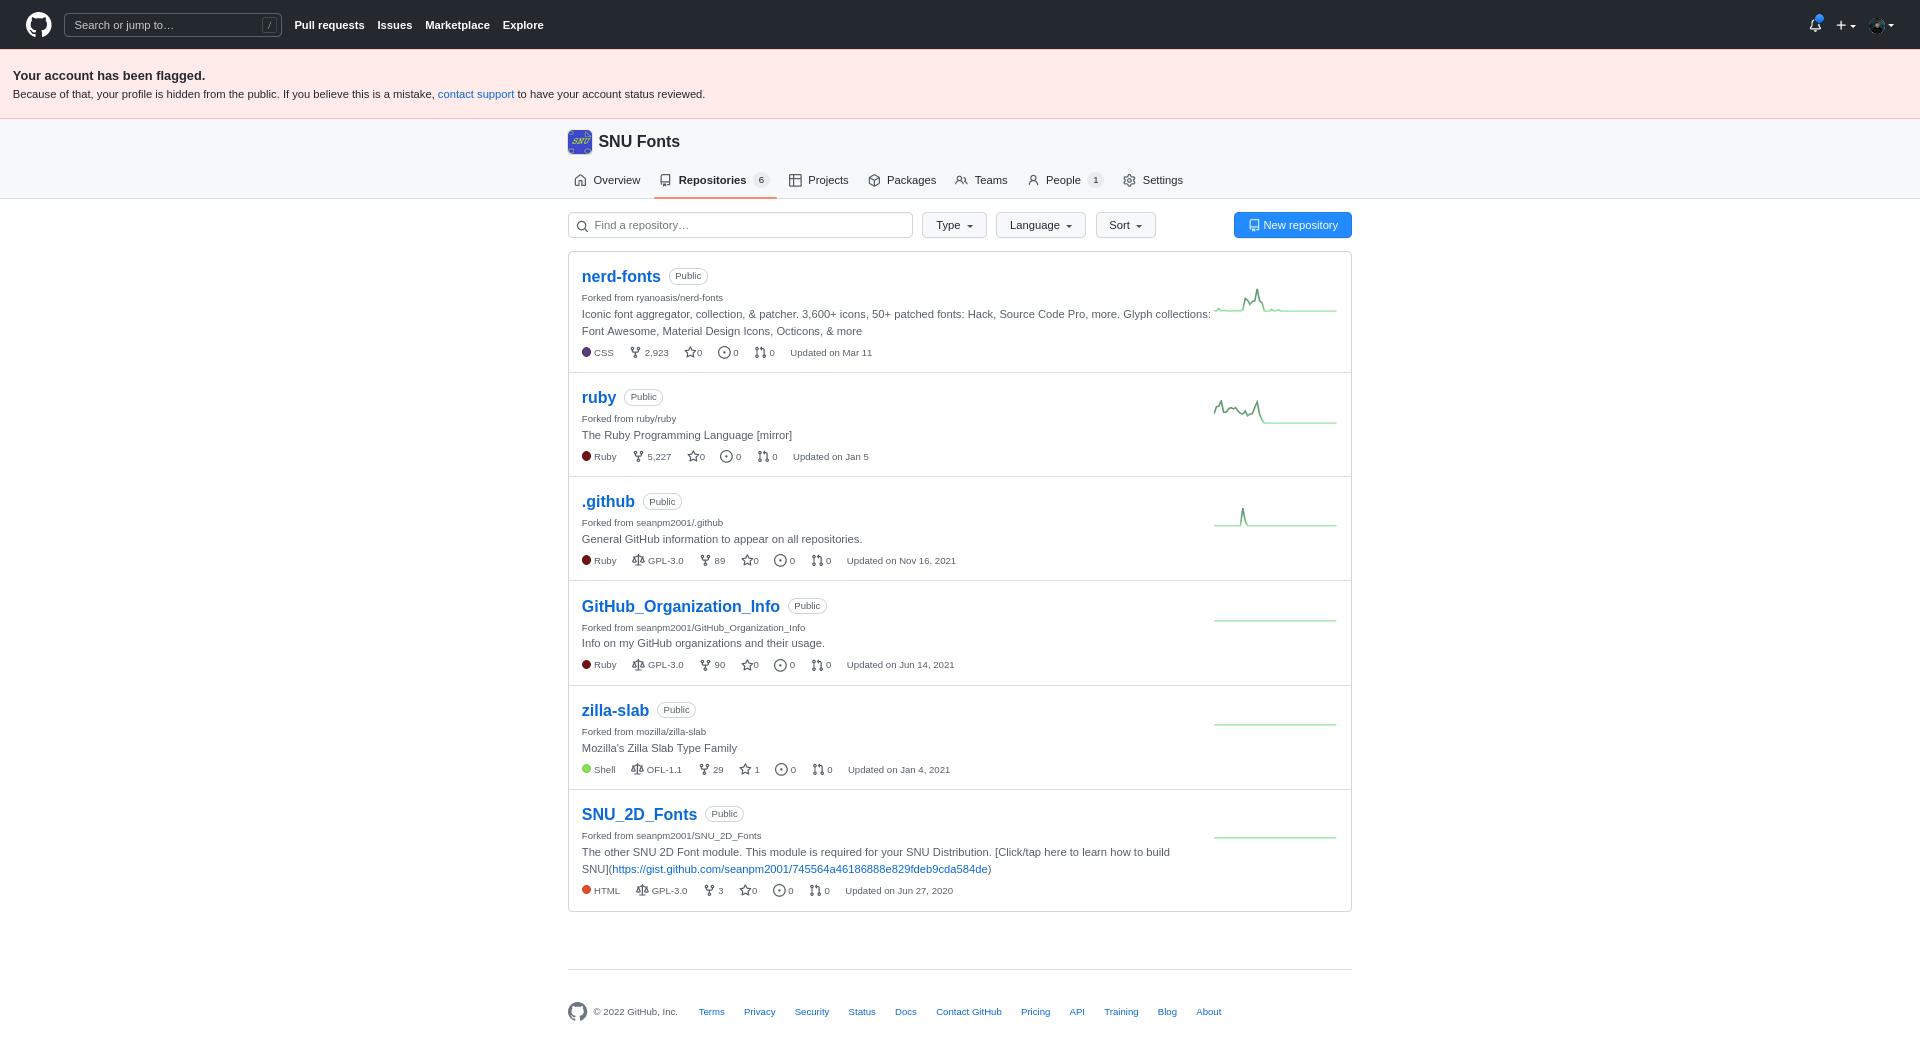 Search or jump to… / Pull requests Issues Marketplace Explore
Your account has been flagged.
Because of that, your profile is hidden from the public. If you believe this is a mistake, contact support to have your account status reviewed.
SNU SNU Fonts
Overview Repositories 6 Projects Packages Teams People 1 Settings
Find a repository… Type Language Sort New repository
nerd-fonts Public
Forked from ryanoasis/nerd-fonts
Iconic font aggregator, collection, & patcher. 3,600+ icons, 50+ patched fonts: Hack, Source Code Pro, more. Glyph collections:
Font Awesome, Material Design Icons, Octicons, & more
CSS 2,923 0 0 0 Updated on Mar 11
ruby Public
Forked from ruby/ruby
The Ruby Programming Language [mirror]
Ruby 5,227 0 0 0 Updated on Jan 5
.github Public
Forked from seanpm2001/.github
General GitHub information to appear on all repositories.
Ruby GPL-3.0 89 0 0 0 Updated on Nov 16, 2021
GitHub_Organization_Info Public
Forked from seanpm2001/GitHub_Organization_Info
Info on my GitHub organizations and their usage.
Ruby GPL-3.0 90 0 0 0 Updated on Jun 14, 2021
zilla-slab Public
Forked from mozilla/zilla-slab
Mozilla's Zilla Slab Type Family
Shell OFL-1.1 29 1 0 0 Updated on Jan 4, 2021
SNU_2D_Fonts Public
Forked from seanpm2001/SNU_2D_Fonts
The other SNU 2D Font module. This module is required for your SNU Distribution. [Click/tap here to learn how to build
SNU](https://gist.github.com/seanpm2001/745564a46186888e829fdeb9cda584de)
HTML GPL-3.0 3 0 0 0 Updated on Jun 27, 2020
© 2022 GitHub, Inc. Terms Privacy Security Status Docs Contact GitHub Pricing API Training Blog About